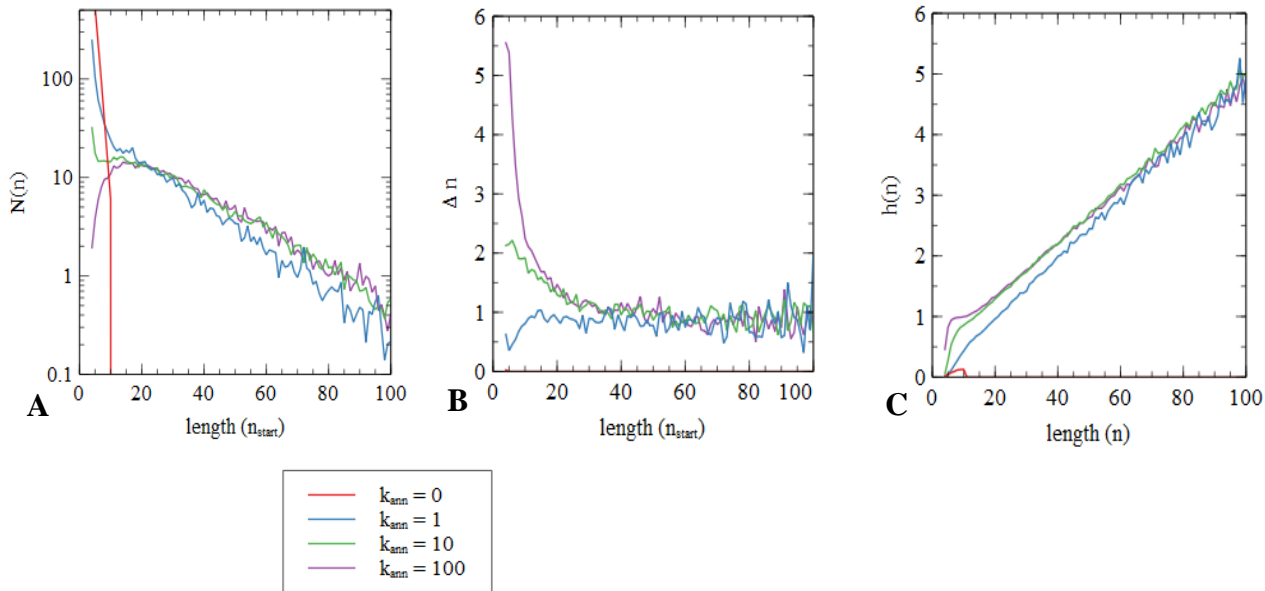 N(n)
100
10
1
0.1
0 20 40 60 80 100
length (n_start)
A
Δ n
6
5
4
3
2
1
0
0 20 40 60 80 100
length (n_start)
B
h(n)
6
5
4
3
2
1
0
0 20 40 60 80 100
length (n)
C
k_ann = 0
k_ann = 1
k_ann = 10
k_ann = 100